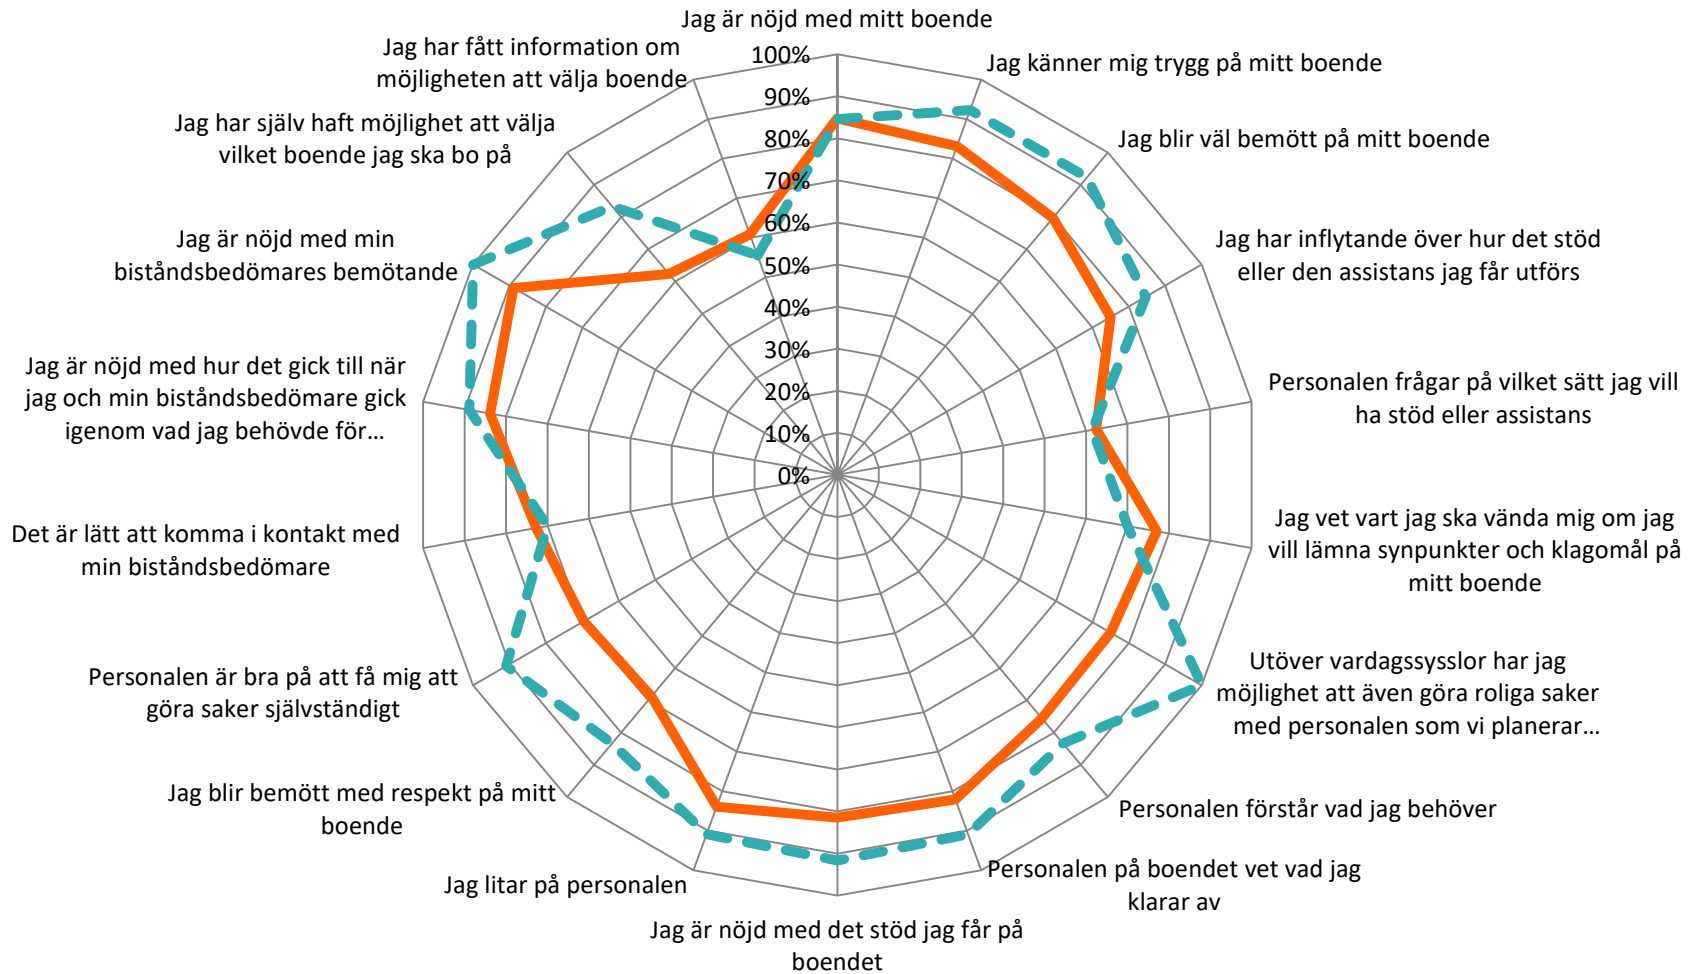 Jag är nöjd med mitt boende
Jag känner mig trygg på mitt boende
Jag blir väl bemött på mitt boende
Jag har inflytande över hur det stöd
eller den assistans jag får utförs
Personalen frågar på vilket sätt jag vill
ha stöd eller assistans
Jag vet vart jag ska vända mig om jag
vill lämna synpunkter och klagomål på
mitt boende
Utöver vardagssysslor har jag
möjlighet att även göra roliga saker
med personalen som vi planerar...
Personalen förstår vad jag behöver
Personalen på boendet vet vad jag
klarar av
Jag är nöjd med det stöd jag får på
boendet
Jag litar på personalen
Jag blir bemött med respekt på mitt
boende
Personalen är bra på att få mig att
göra saker självständigt
Det är lätt att komma i kontakt med
min biståndsbedömare
Jag är nöjd med hur det gick till när
jag och min biståndsbedömare gick
igenom vad jag behövde för...
Jag är nöjd med min
biståndsbedömares bemötande
Jag har själv haft möjlighet att välja
vilket boende jag ska bo på
Jag har fått information om
möjligheten att välja boende
100%
90%
80%
70%
60%
50%
40%
30%
20%
10%
0%